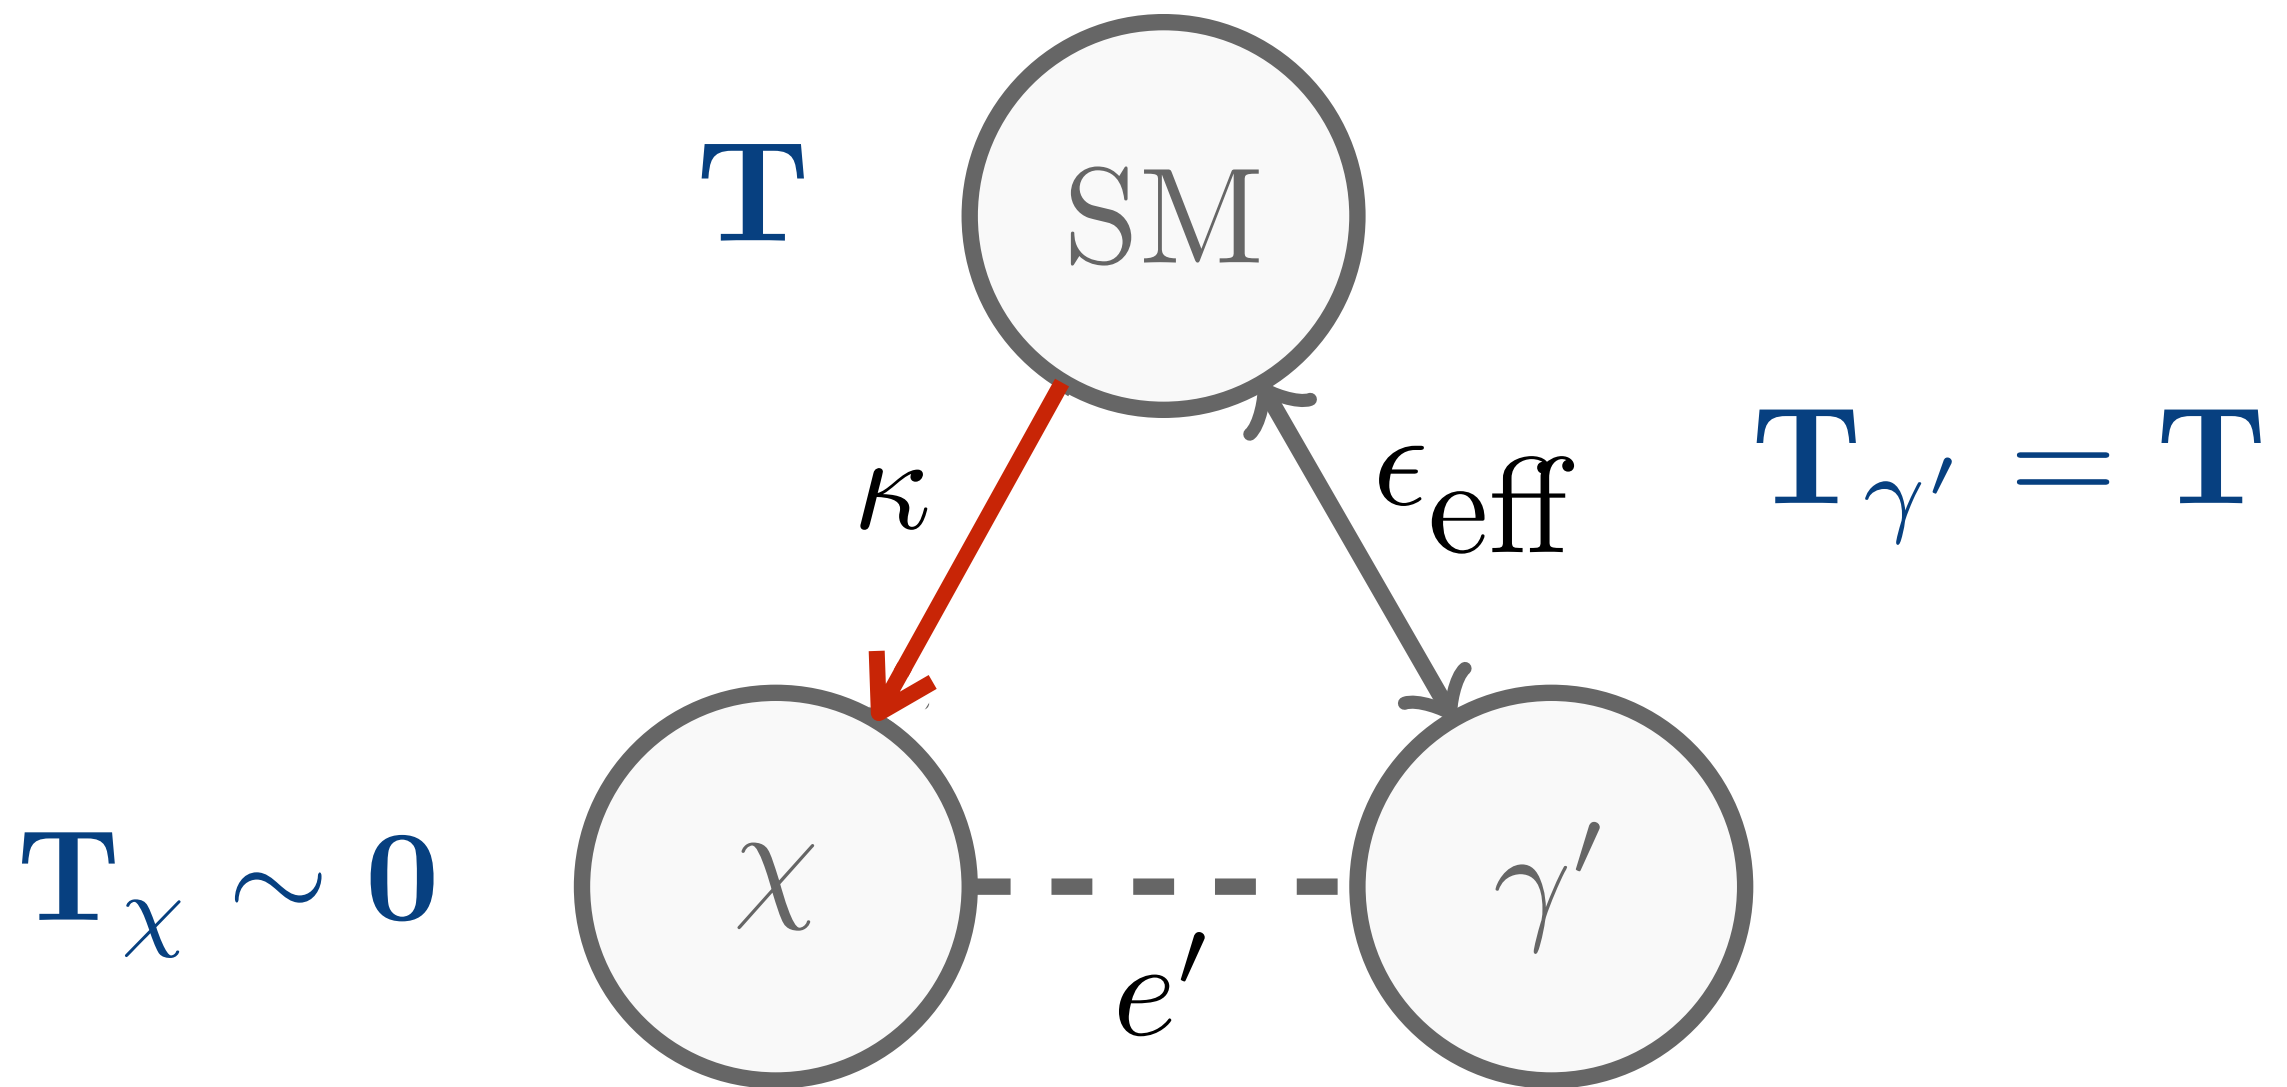 T
SM
κ
ϵ_eff
T_γ′ = T
T_χ ∼ 0
χ
γ′
e′